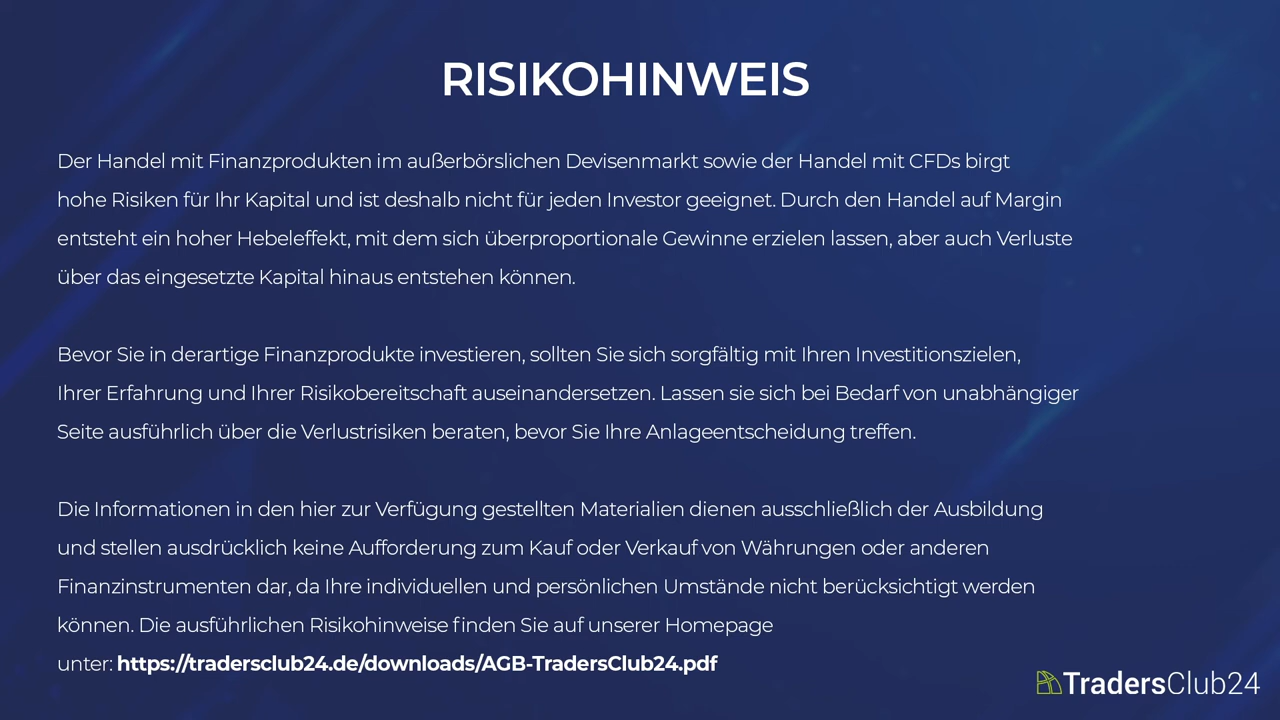 RISIKOHINWEIS
Der Handel mit Finanzprodukten im außerbörslichen Devisenmarkt sowie der Handel mit CFDs birgt
hohe Risiken für Ihr Kapital und ist deshalb nicht für jeden Investor geeignet. Durch den Handel auf Margin
entsteht ein hoher Hebeleffekt, mit dem sich überproportionale Gewinne erzielen lassen, aber auch Verluste
über das eingesetzte Kapital hinaus entstehen können.
Bevor Sie in derartige Finanzprodukte investieren, sollten Sie sich sorgfältig mit Ihren Investitionszielen,
Ihrer Erfahrung und Ihrer Risikobereitschaft auseinandersetzen. Lassen sie sich bei Bedarf von unabhängiger
Seite ausführlich über die Verlustrisiken beraten, bevor Sie Ihre Anlageentscheidung treffen.
Die Informationen in den hier zur Verfügung gestellten Materialien dienen ausschließlich der Ausbildung
und stellen ausdrücklich keine Aufforderung zum Kauf oder Verkauf von Währungen oder anderen
Finanzinstrumenten dar, da Ihre individuellen und persönlichen Umstände nicht berücksichtigt werden
können. Die ausführlichen Risikohinweise finden Sie auf unserer Homepage
unter: https://tradersclub24.de/downloads/AGB-TradersClub24.pdf
TradersClub24